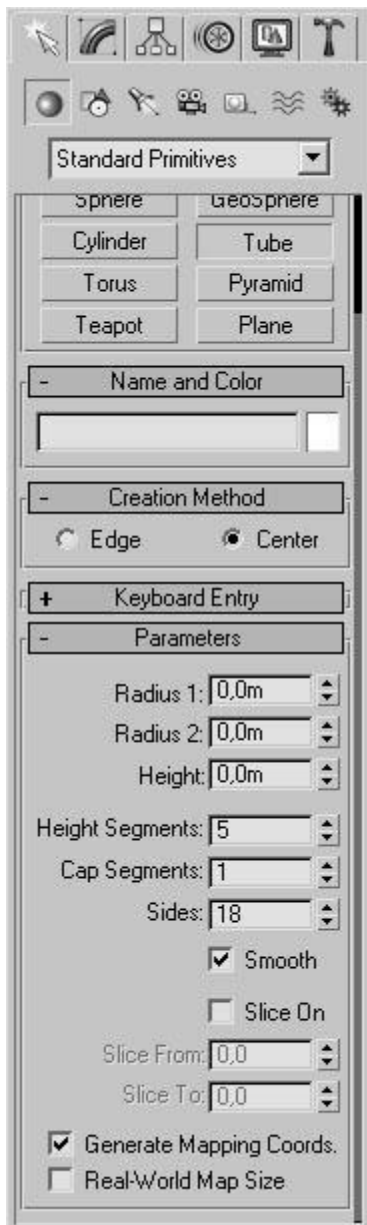 Standard Primitives
Sphere GeoSphere
Cylinder Tube
Torus Pyramid
Teapot Plane
- Name and Color
- Creation Method
Edge Center
+ Keyboard Entry
- Parameters
Radius 1: 0,0m
Radius 2: 0,0m
Height: 0,0m
Height Segments: 5
Cap Segments: 1
Sides: 18
Smooth
Slice On
Slice From: 0,0
Slice To: 0,0
Generate Mapping Coords.
Real-World Map Size